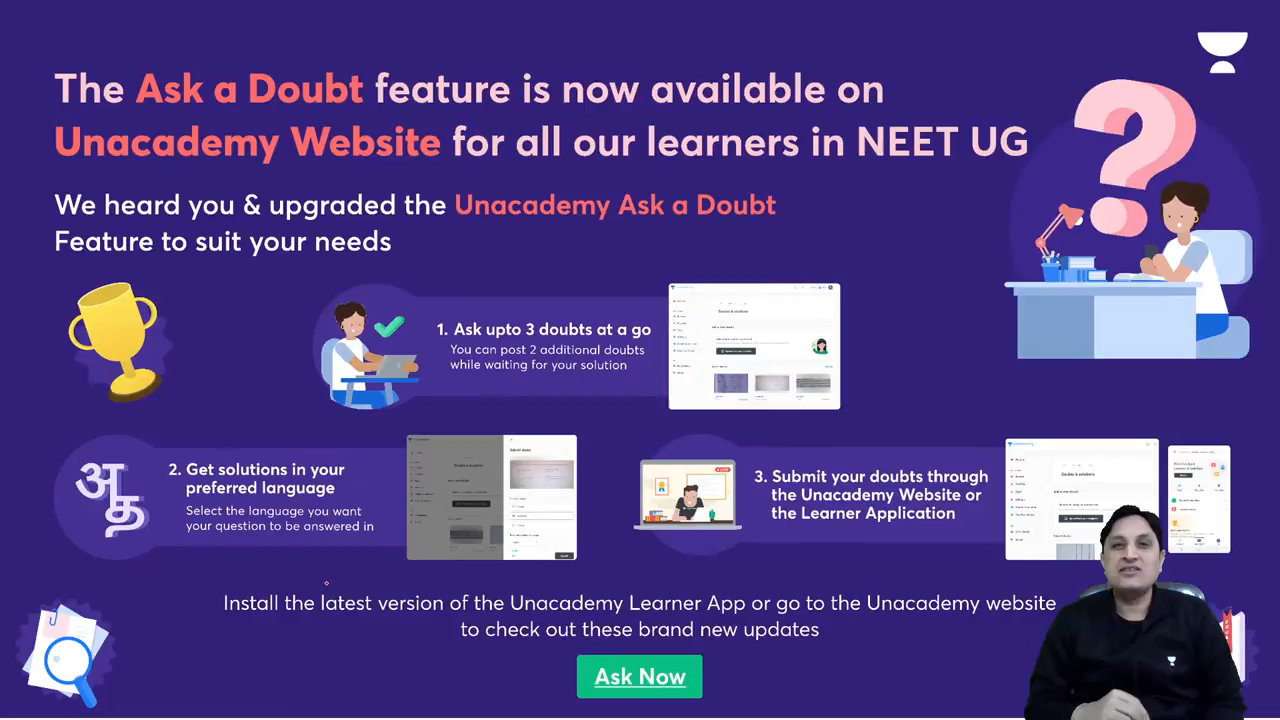 The Ask a Doubt feature is now available on
Unacademy Website for all our learners in NEET UG
We heard you & upgraded the Unacademy Ask a Doubt
Feature to suit your needs
1. Ask upto 3 doubts at a go
You can post 2 additional doubts
while waiting for your solution
2. Get solutions in your
preferred language
Select the language you want
your question to be answered in
3. Submit your doubts through
the Unacademy Website or
the Learner Application
Install the latest version of the Unacademy Learner App or go to the Unacademy website
to check out these brand new updates
Ask Now